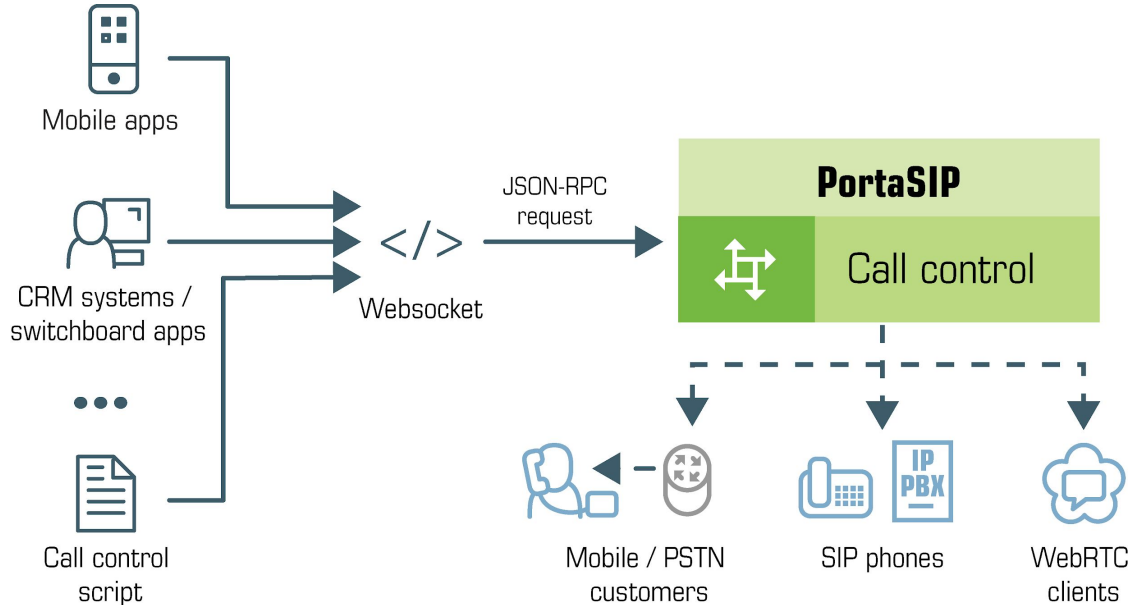 Mobile apps
CRM systems /
switchboard apps
Call control
script
</>
Websocket
JSON-RPC
request
PortaSIP
Call control
Mobile / PSTN
customers
IP
PBX
SIP phones
WebRTC
clients